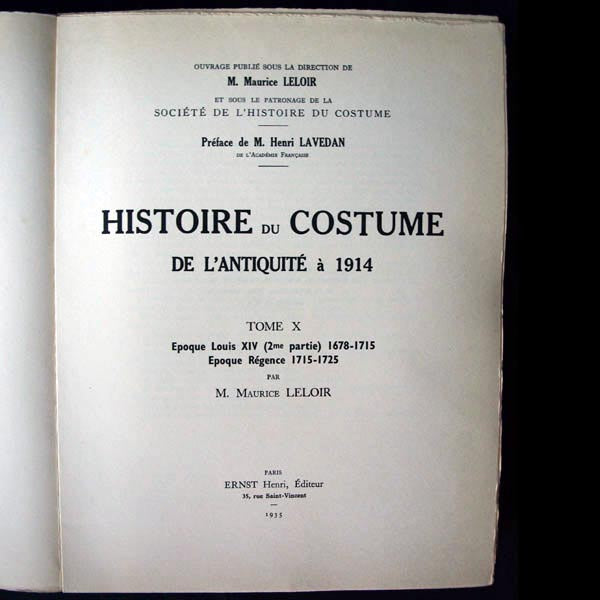 OUVRAGE PUBLIÉ SOUS LA DIRECTION DE
M. Maurice LELOIR
ET SOUS LE PATRONAGE DE LA
SOCIÉTÉ DE L'HISTOIRE DU COSTUME
Préface de M. Henri LAVEDAN
DE L'ACADÉMIE FRANÇAISE
HISTOIRE DU COSTUME
DE L'ANTIQUITÉ à 1914
TOME X
Epoque Louis XIV (2me partie) 1678-1715
Epoque Régence 1715-1725
PAR
M. MAURICE LELOIR
PARIS
ERNST Henri, Éditeur
35, rue Saint-Vincent
1935